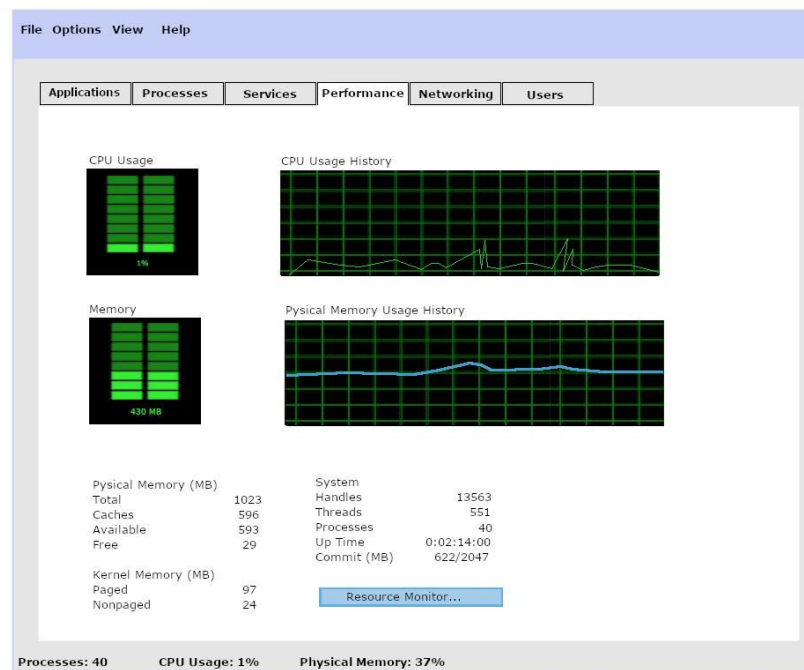 File Options View Help
Applications Processes Services Performance Networking Users
CPU Usage CPU Usage History
1%
Memory Pysical Memory Usage History
430 MB
Pysical Memory (MB)
Total 1023
Caches 596
Available 593
Free 29
Kernel Memory (MB)
Paged 97
Nonpaged 24
System
Handles 13563
Threads 551
Processes 40
Up Time 0:02:14:00
Commit (MB) 622/2047
Resource Monitor...
Processes: 40 CPU Usage: 1% Physical Memory: 37%